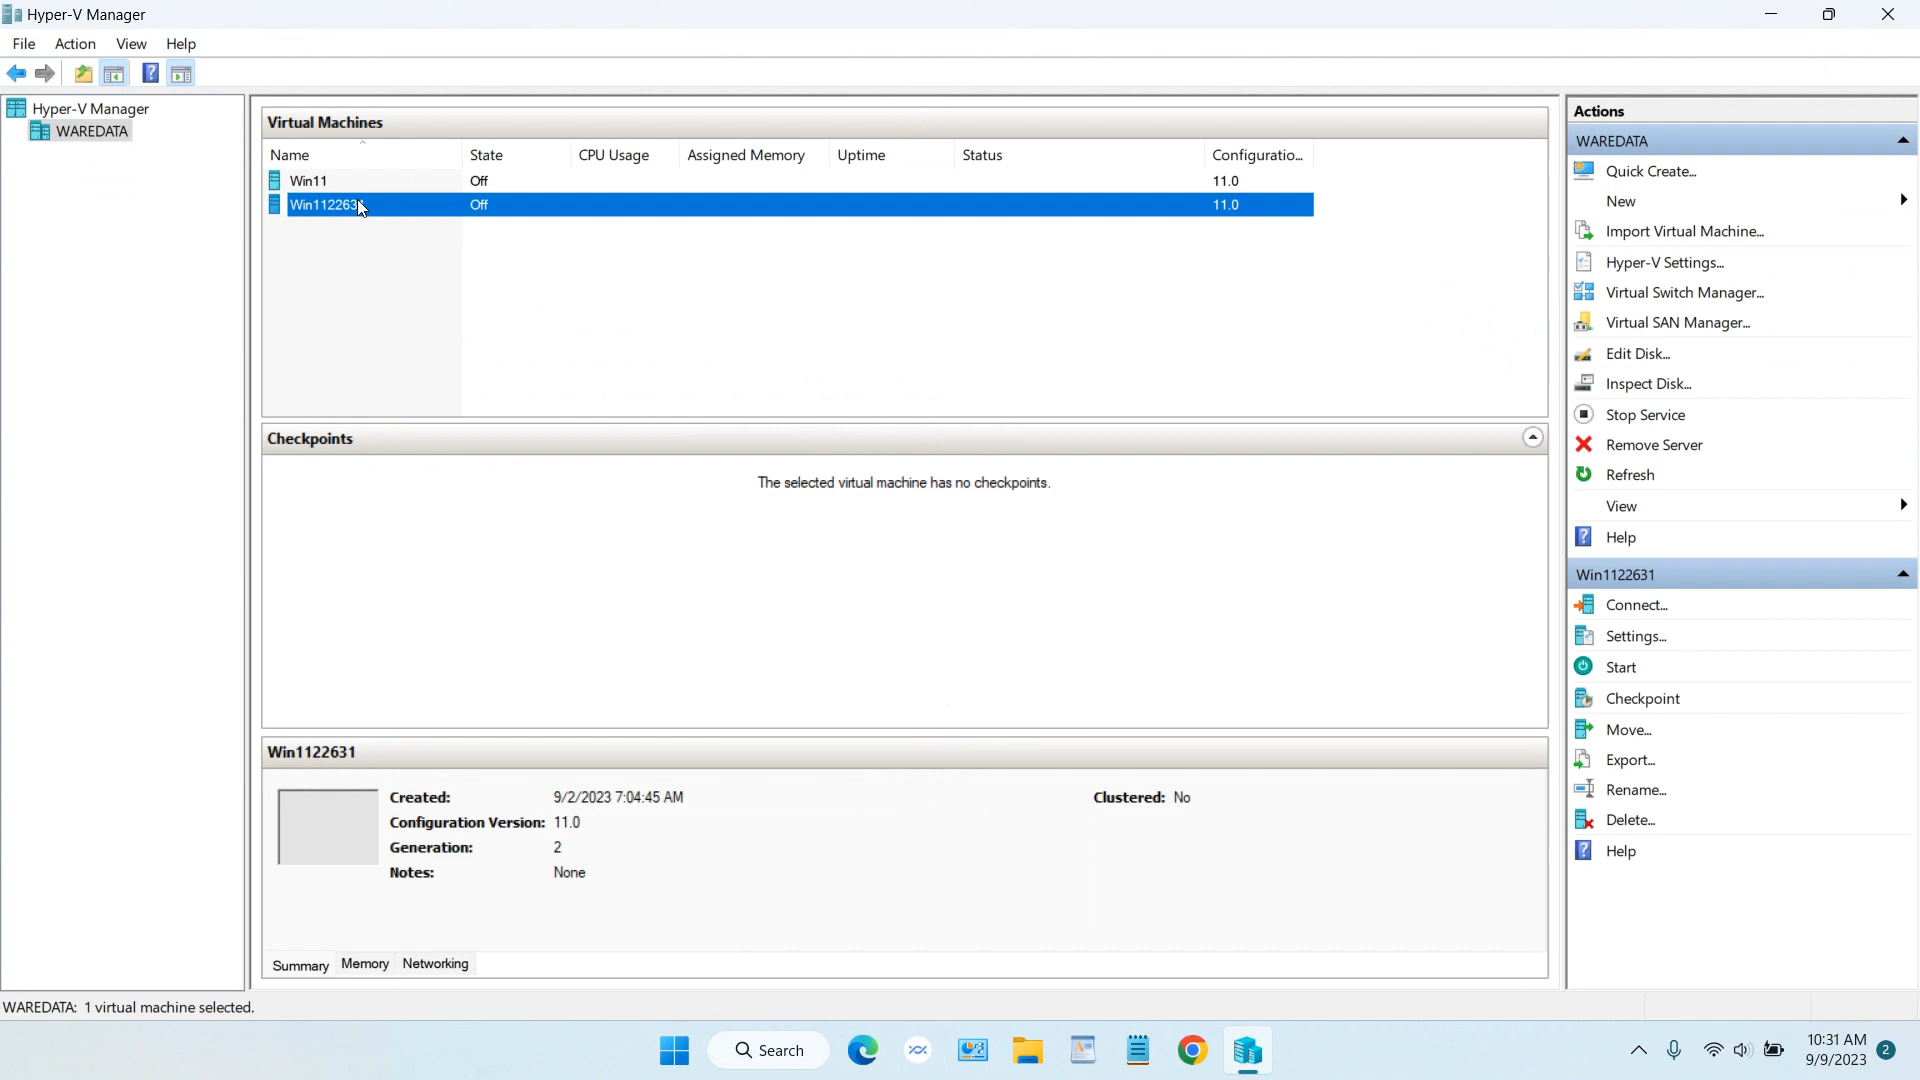 Hyper-V Manager
File Action View Help
Hyper-V Manager
WAREDATA
Virtual Machines
Name State CPU Usage Assigned Memory Uptime Status Configuratio...
Win11 Off 11.0
Win1122631 Off 11.0
Checkpoints
The selected virtual machine has no checkpoints.
Win1122631
Created: 9/2/2023 7:04:45 AM Clustered: No
Configuration Version: 11.0
Generation: 2
Notes: None
Summary Memory Networking
Actions
WAREDATA
Quick Create...
New
Import Virtual Machine...
Hyper-V Settings...
Virtual Switch Manager...
Virtual SAN Manager...
Edit Disk...
Inspect Disk...
Stop Service
Remove Server
Refresh
View
Help
Win1122631
Connect...
Settings...
Start
Checkpoint
Move...
Export...
Rename...
Delete...
Help
WAREDATA: 1 virtual machine selected.
Search
10:31 AM
9/9/2023
2